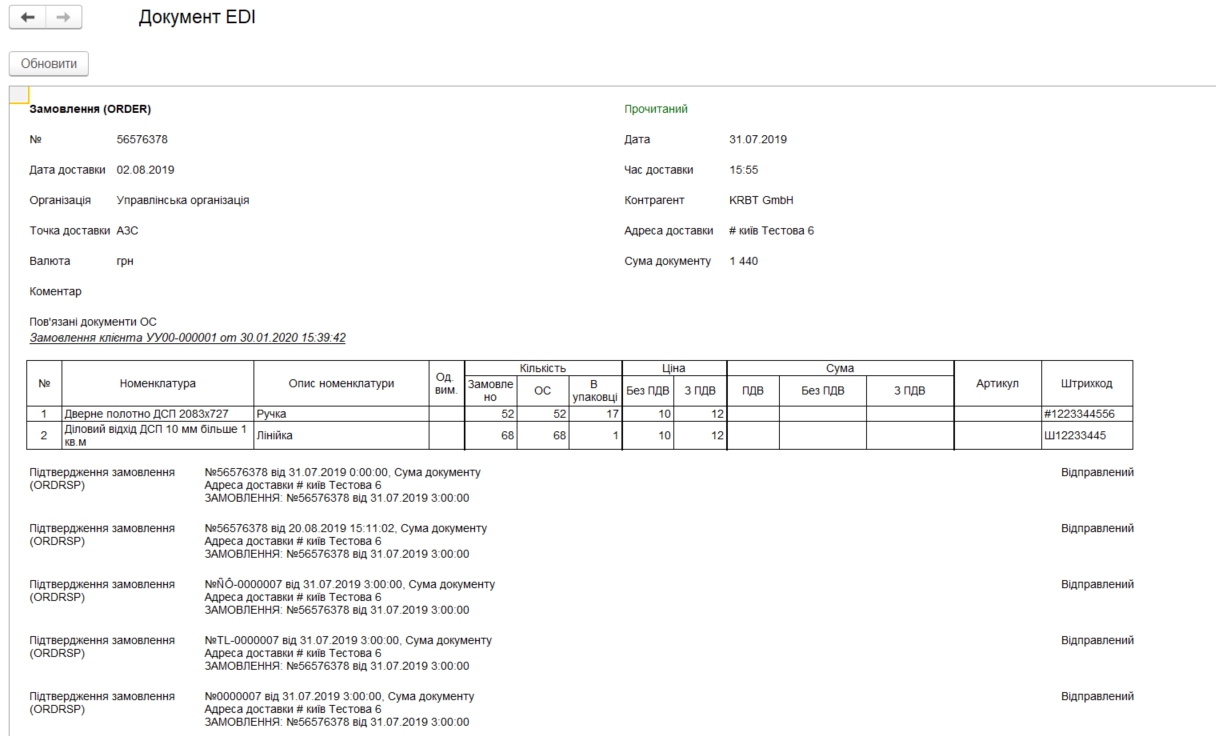 Документ EDI
Обновити
Замовлення (ORDER) Прочитаний
№ 56576378 Дата 31.07.2019
Дата доставки 02.08.2019 Час доставки 15:55
Організація Управлінська організація Контрагент KRBT GmbH
Точка доставки АЗС Адреса доставки # київ Тестова 6
Валюта грн Сума документу 1 440
Коментар
Пов'язані документи ОС
Замовлення клієнта УУ00-000001 от 30.01.2020 15:39:42
№ Номенклатура Опис номенклатури Од. вим. Кількість Ціна Сума Артикул Штрихкод
Замовлено ОС В упаковці Без ПДВ З ПДВ ПДВ Без ПДВ З ПДВ
1 Дверне полотно ДСП 2083х727 Ручка 52 52 17 10 12 #1223344556
2 Діловий відхід ДСП 10 мм більше 1 Лінійка 68 68 1 10 12 Ш12233445
кв.м
Підтвердження замовлення №56576378 від 31.07.2019 0:00:00, Сума документу Відправлений
(ORDRSP) Адреса доставки # київ Тестова 6
ЗАМОВЛЕННЯ: №56576378 від 31.07.2019 3:00:00
Підтвердження замовлення №56576378 від 20.08.2019 15:11:02, Сума документу Відправлений
(ORDRSP) Адреса доставки # київ Тестова 6
ЗАМОВЛЕННЯ: №56576378 від 31.07.2019 3:00:00
Підтвердження замовлення №ÑÔ-0000007 від 31.07.2019 3:00:00, Сума документу Відправлений
(ORDRSP) Адреса доставки # київ Тестова 6
ЗАМОВЛЕННЯ: №56576378 від 31.07.2019 3:00:00
Підтвердження замовлення №TL-0000007 від 31.07.2019 3:00:00, Сума документу Відправлений
(ORDRSP) Адреса доставки # київ Тестова 6
ЗАМОВЛЕННЯ: №56576378 від 31.07.2019 3:00:00
Підтвердження замовлення №0000007 від 31.07.2019 3:00:00, Сума документу Відправлений
(ORDRSP) Адреса доставки # київ Тестова 6
ЗАМОВЛЕННЯ: №56576378 від 31.07.2019 3:00:00